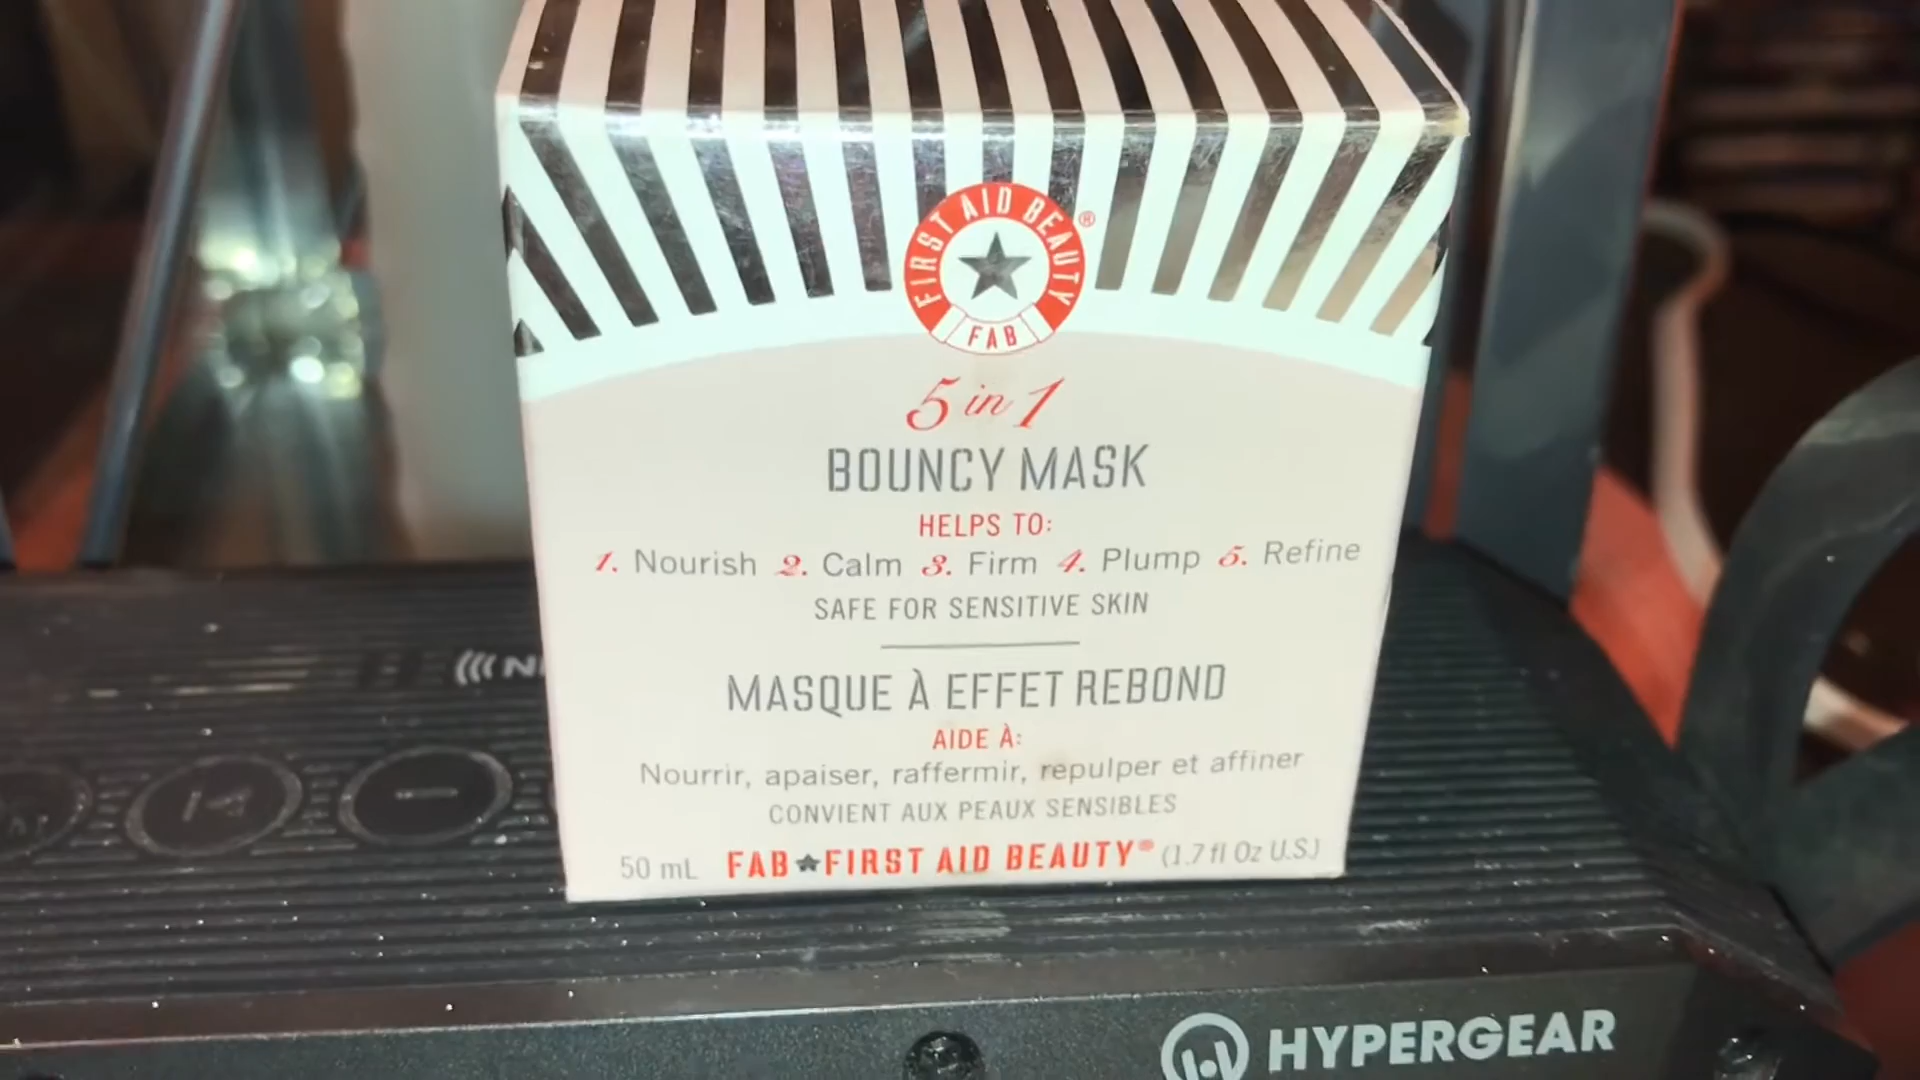 FIRST AID BEAUTY®
FAB
5 in 1
BOUNCY MASK
HELPS TO:
1. Nourish 2. Calm 3. Firm 4. Plump 5. Refine
SAFE FOR SENSITIVE SKIN
MASQUE À EFFET REBOND
AIDE À:
Nourrir, apaiser, raffermir, repulper et affiner
CONVIENT AUX PEAUX SENSIBLES
50 mL FAB★FIRST AID BEAUTY® (1.7 fl Oz U.S.)
HYPERGEAR